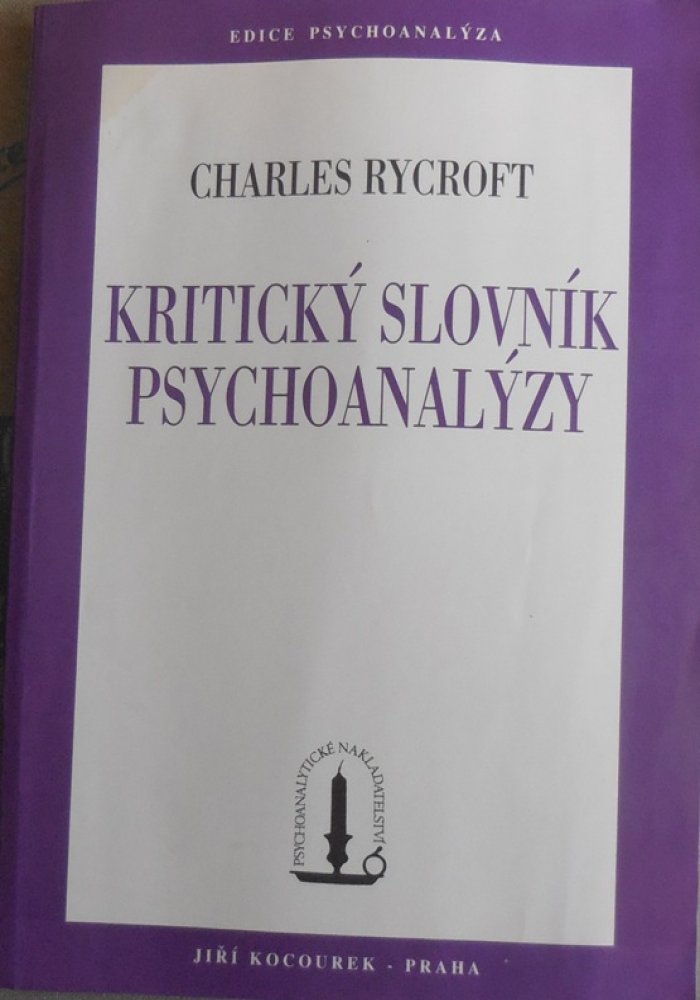 EDICE PSYCHOANALÝZA
CHARLES RYCROFT
KRITICKÝ SLOVNÍK
PSYCHOANALÝZY
PSYCHOANALYTICKÉ NAKLADATELSTVÍ
JIŘÍ KOCOUREK - PRAHA